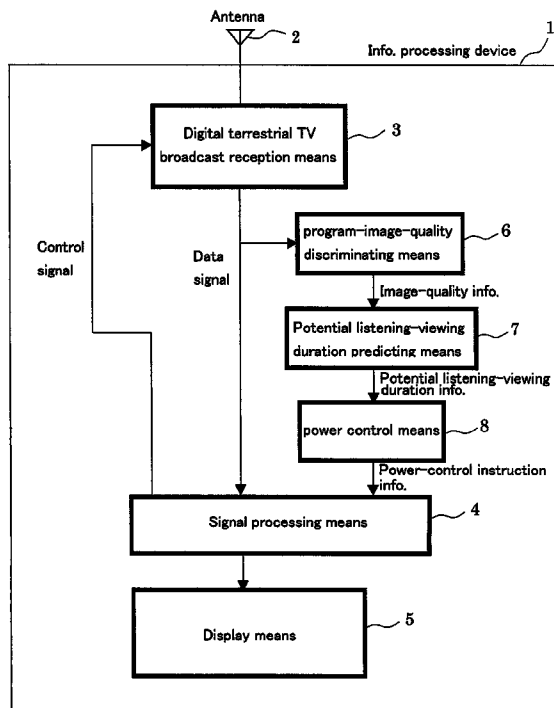 Antenna
2
Info. processing device
1
Digital terrestrial TV
broadcast reception means
3
program-image-quality
discriminating means
6
Control
signal
Data
signal
Image-quality info.
Potential listening-viewing
duration predicting means
7
Potential listening-viewing
duration info.
power control means
8
Power-control instruction
info.
Signal processing means
4
Display means
5